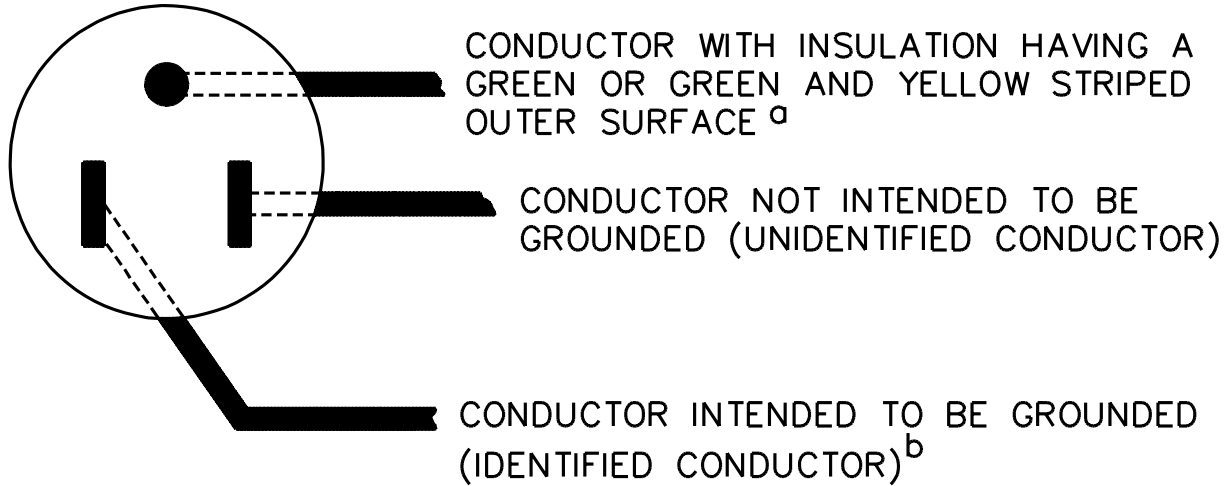 CONDUCTOR WITH INSULATION HAVING A
GREEN OR GREEN AND YELLOW STRIPED
OUTER SURFACE a
CONDUCTOR NOT INTENDED TO BE
GROUNDED (UNIDENTIFIED CONDUCTOR)
CONDUCTOR INTENDED TO BE GROUNDED
(IDENTIFIED CONDUCTOR) b